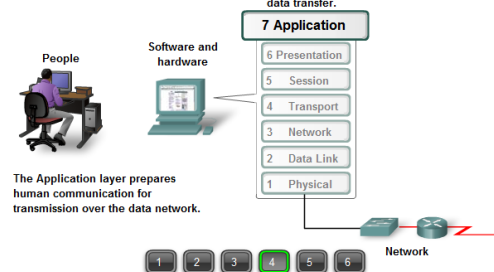 data transfer.
7 Application
Software and
hardware
People
6 Presentation
5 Session
4 Transport
3 Network
2 Data Link
1 Physical
The Application layer prepares
human communication for
transmission over the data network.
Network
1 2 3 4 5 6